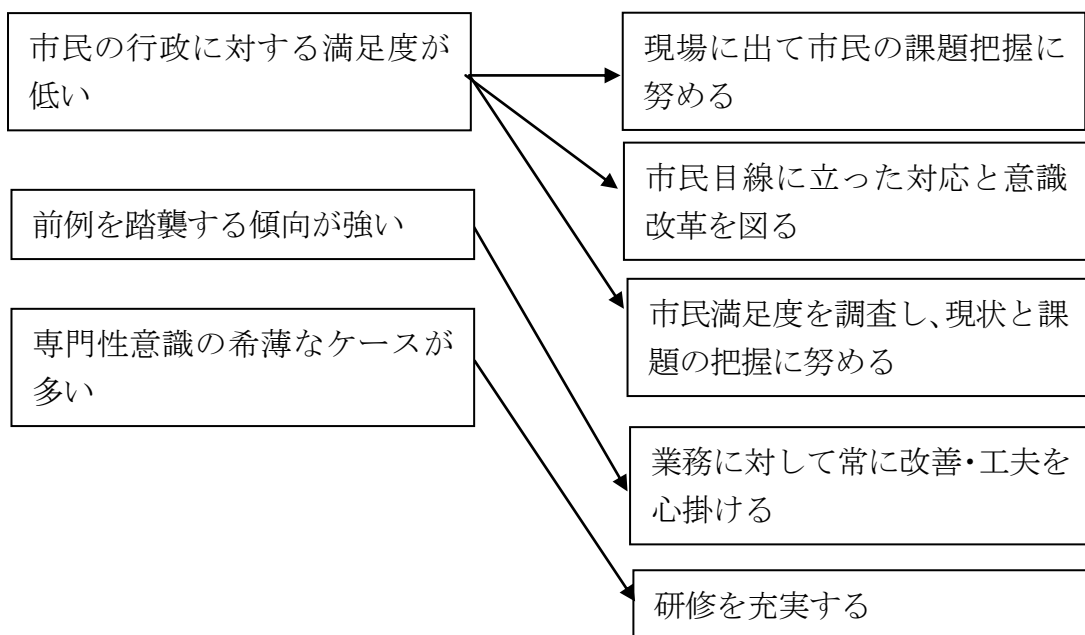 市民の行政に対する満足度が
低い
前例を踏襲する傾向が強い
専門性意識の希薄なケースが
多い
現場に出て市民の課題把握に
努める
市民目線に立った対応と意識
改革を図る
市民満足度を調査し、現状と課
題の把握に努める
業務に対して常に改善・工夫を
心掛ける
研修を充実する